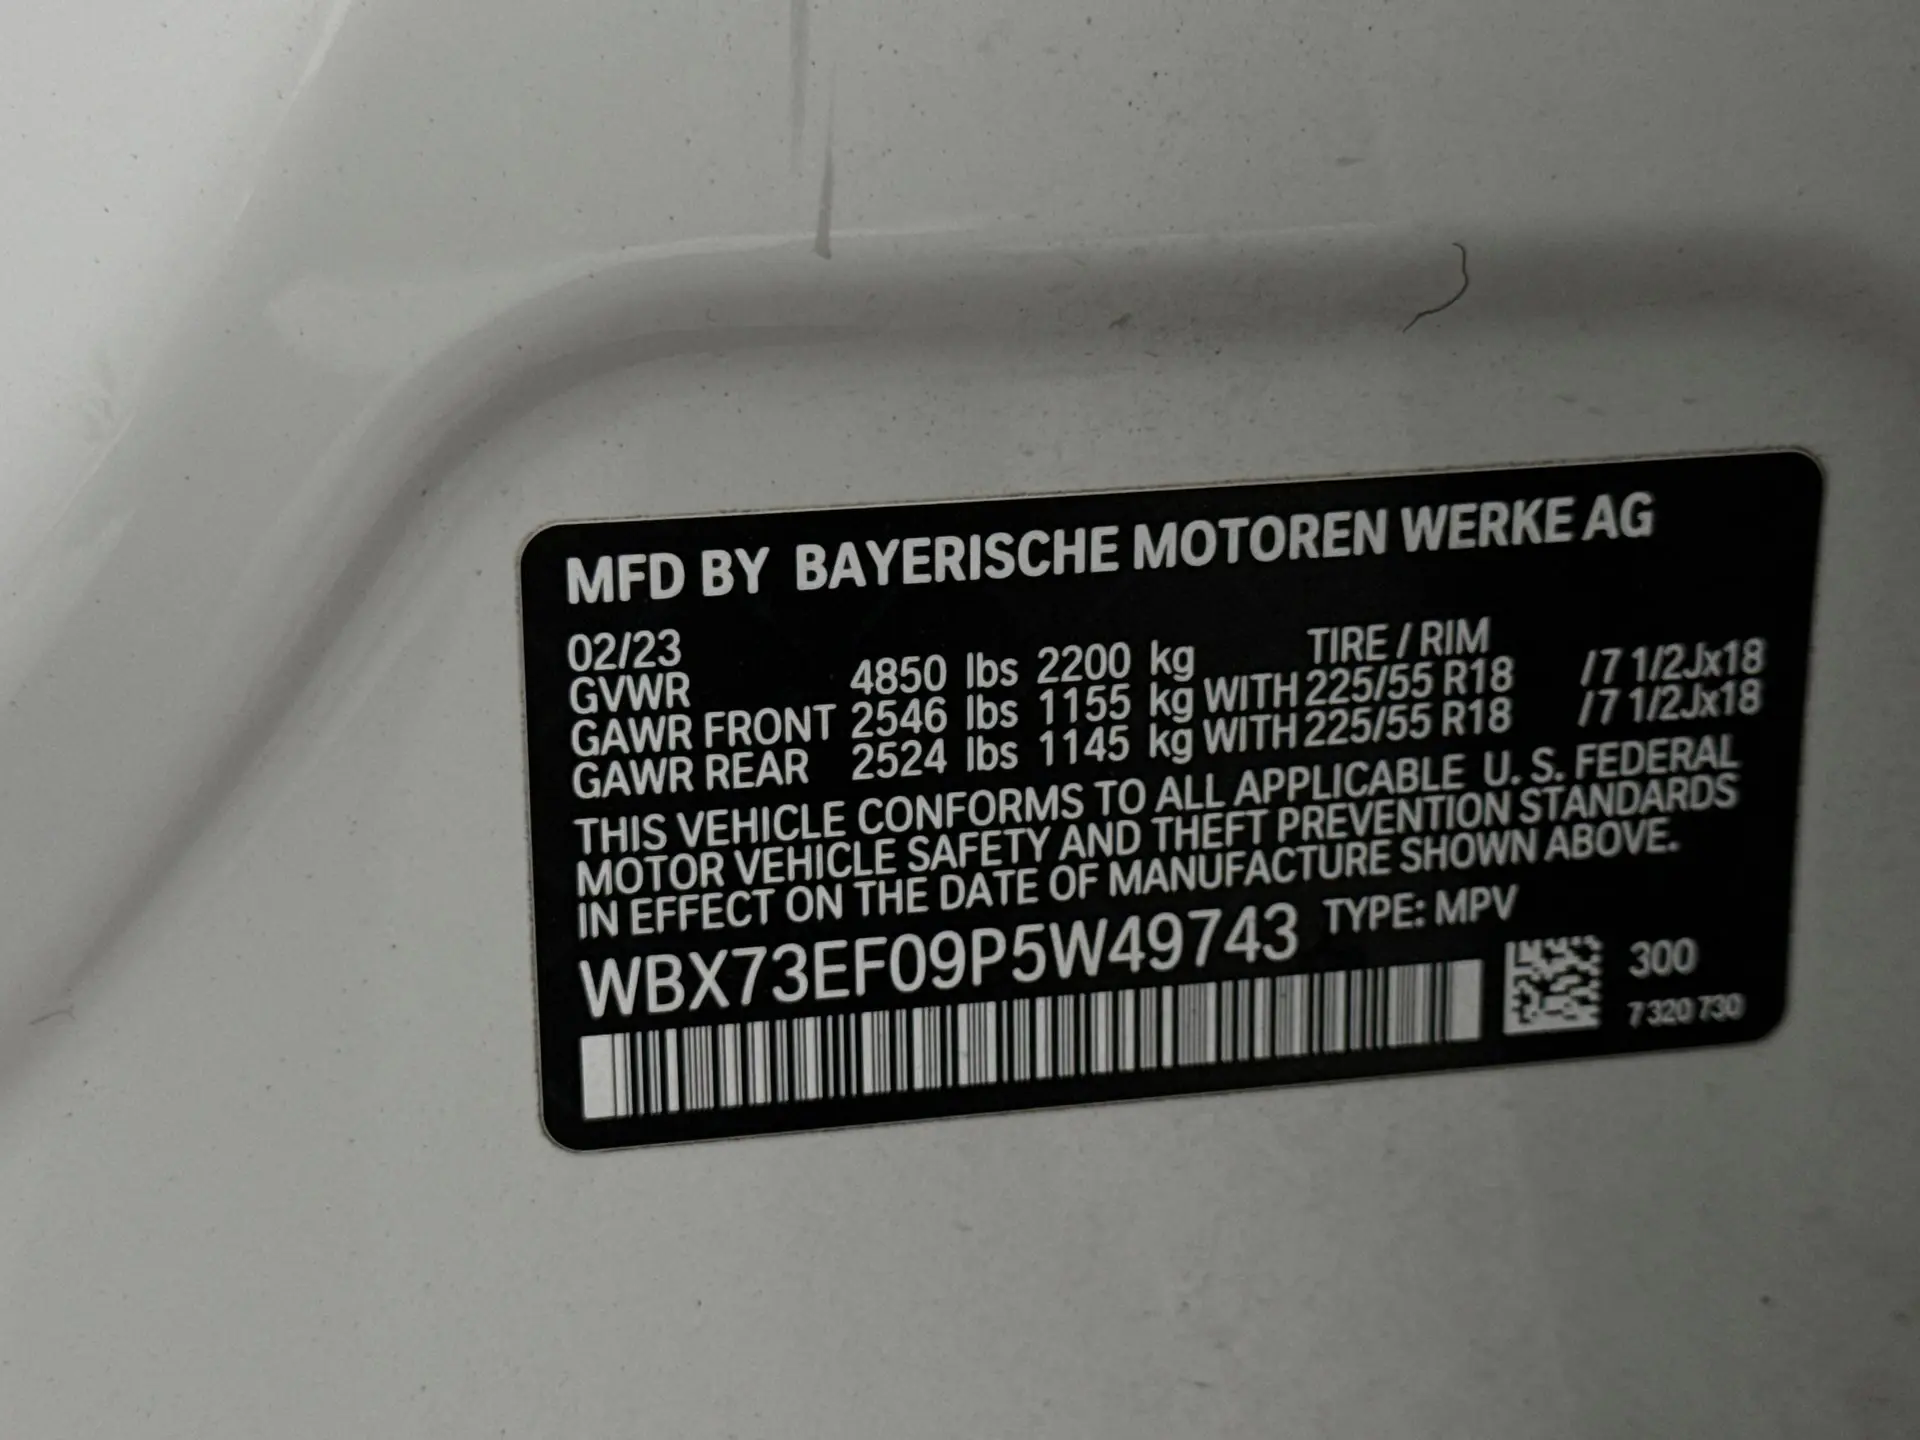 MFD BY BAYERISCHE MOTOREN WERKE AG
02/23 TIRE / RIM
GVWR 4850 lbs 2200 kg
GAWR FRONT 2546 lbs 1155 kg WITH 225/55 R18 /7 1/2Jx18
GAWR REAR 2524 lbs 1145 kg WITH 225/55 R18 /7 1/2Jx18
THIS VEHICLE CONFORMS TO ALL APPLICABLE U. S. FEDERAL
MOTOR VEHICLE SAFETY AND THEFT PREVENTION STANDARDS
IN EFFECT ON THE DATE OF MANUFACTURE SHOWN ABOVE.
WBX73EF09P5W49743 TYPE: MPV
300
7 320 730